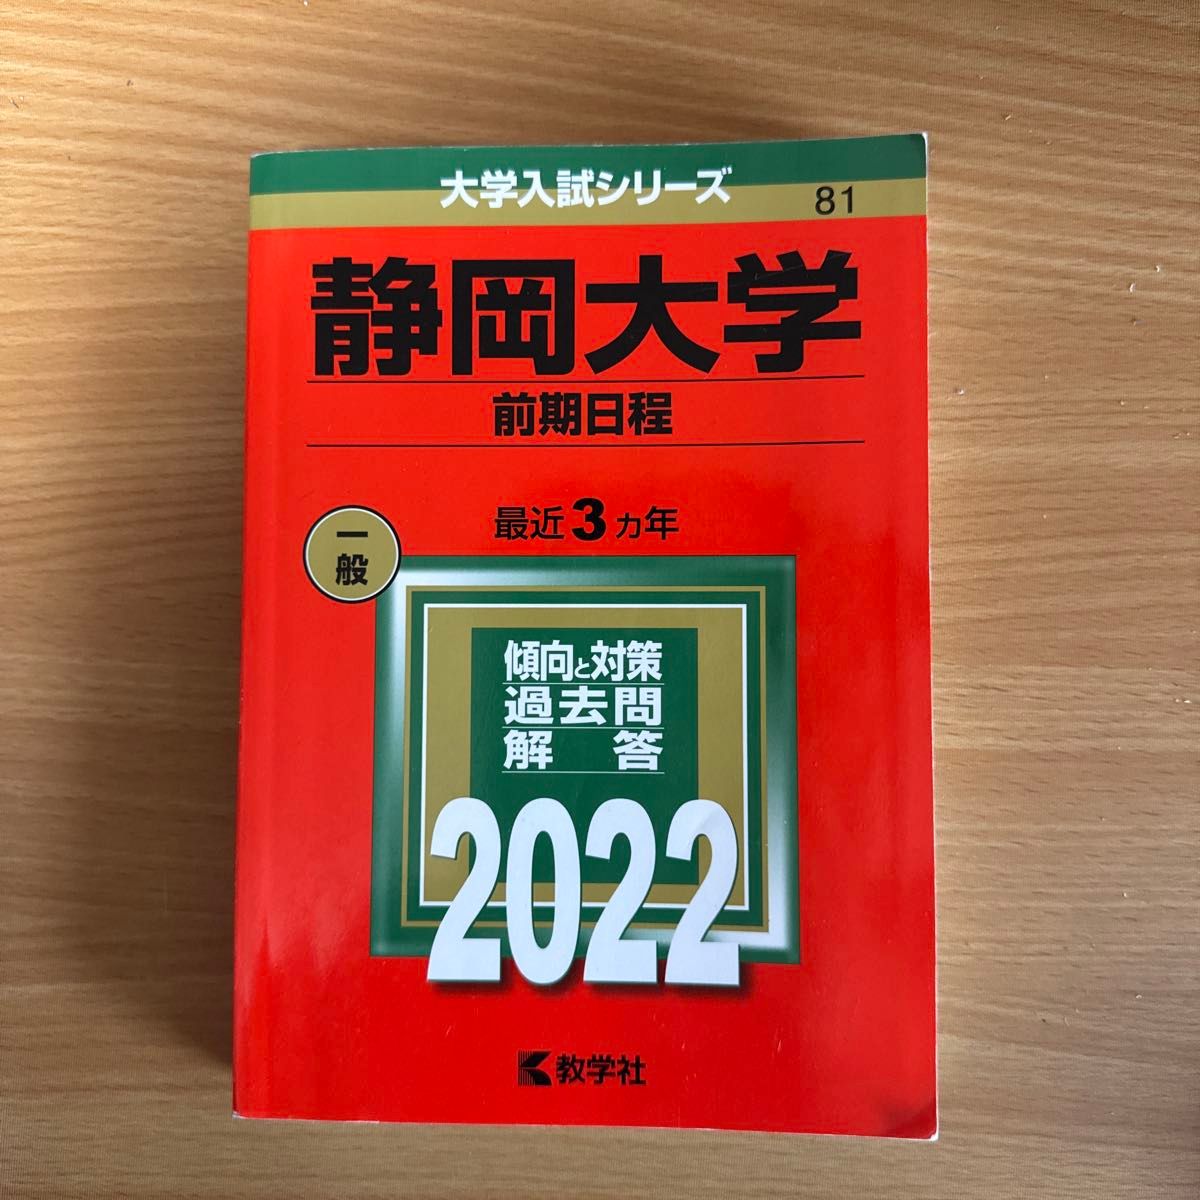 大学入試シリーズ
81
静岡大学
前期日程
最近3ヵ年
一般
傾向と対策
過去問
解答
2022
教学社